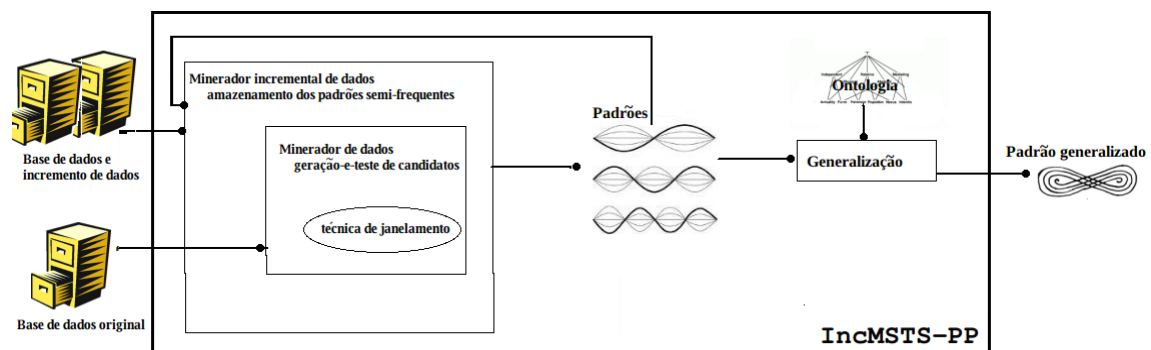 Minerador incremental de dados
amazenamento dos padrões semi-frequentes
Ontologia
Padrões
Base de dados e
incremento de dados
Minerador de dados
geração-e-teste de candidatos
Generalização
Padrão generalizado
técnica de janelamento
Base de dados original
IncMSTS-PP